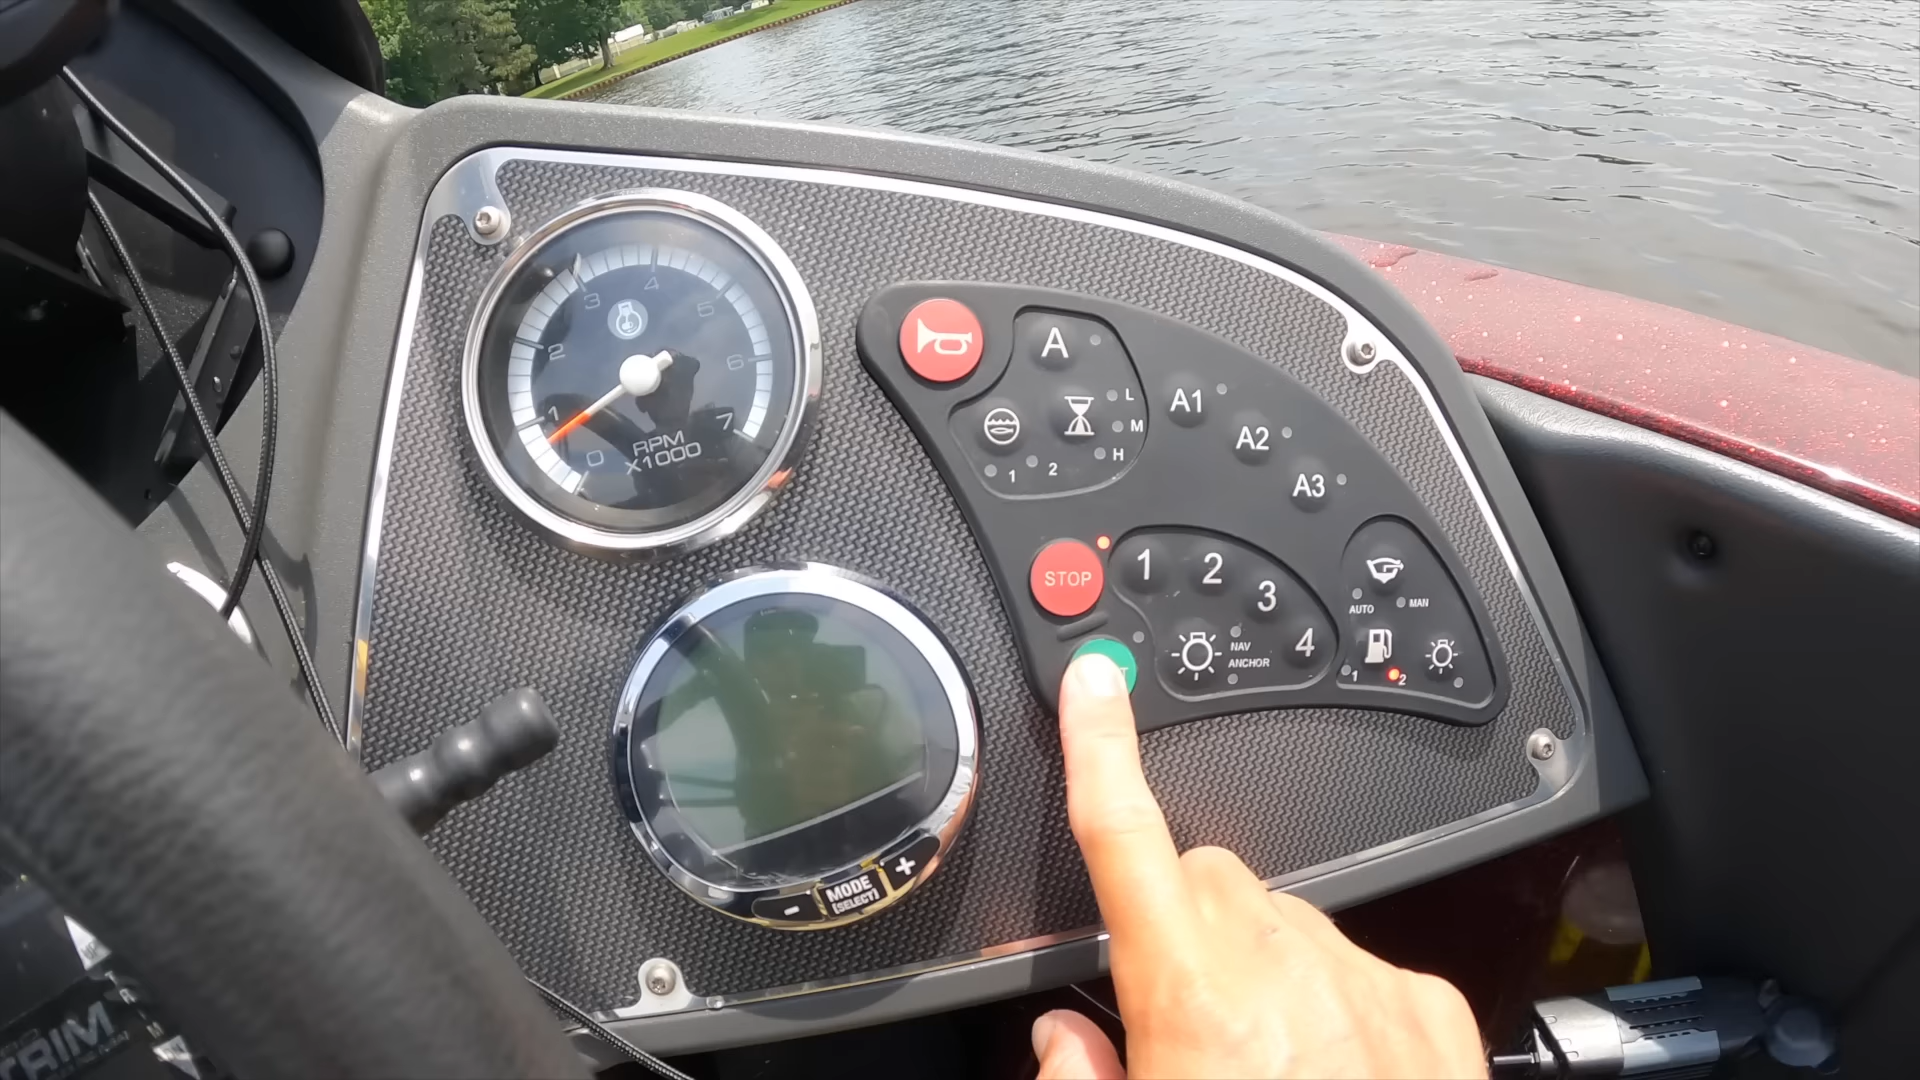 0
1
2
3
4
5
6
7
RPM
X1000
A
L
M
H
1
2
A1
A2
A3
STOP
1
2
3
4
T
NAV
ANCHOR
AUTO
MAN
1
2
-
MODE
[SELECT]
+
TRIM